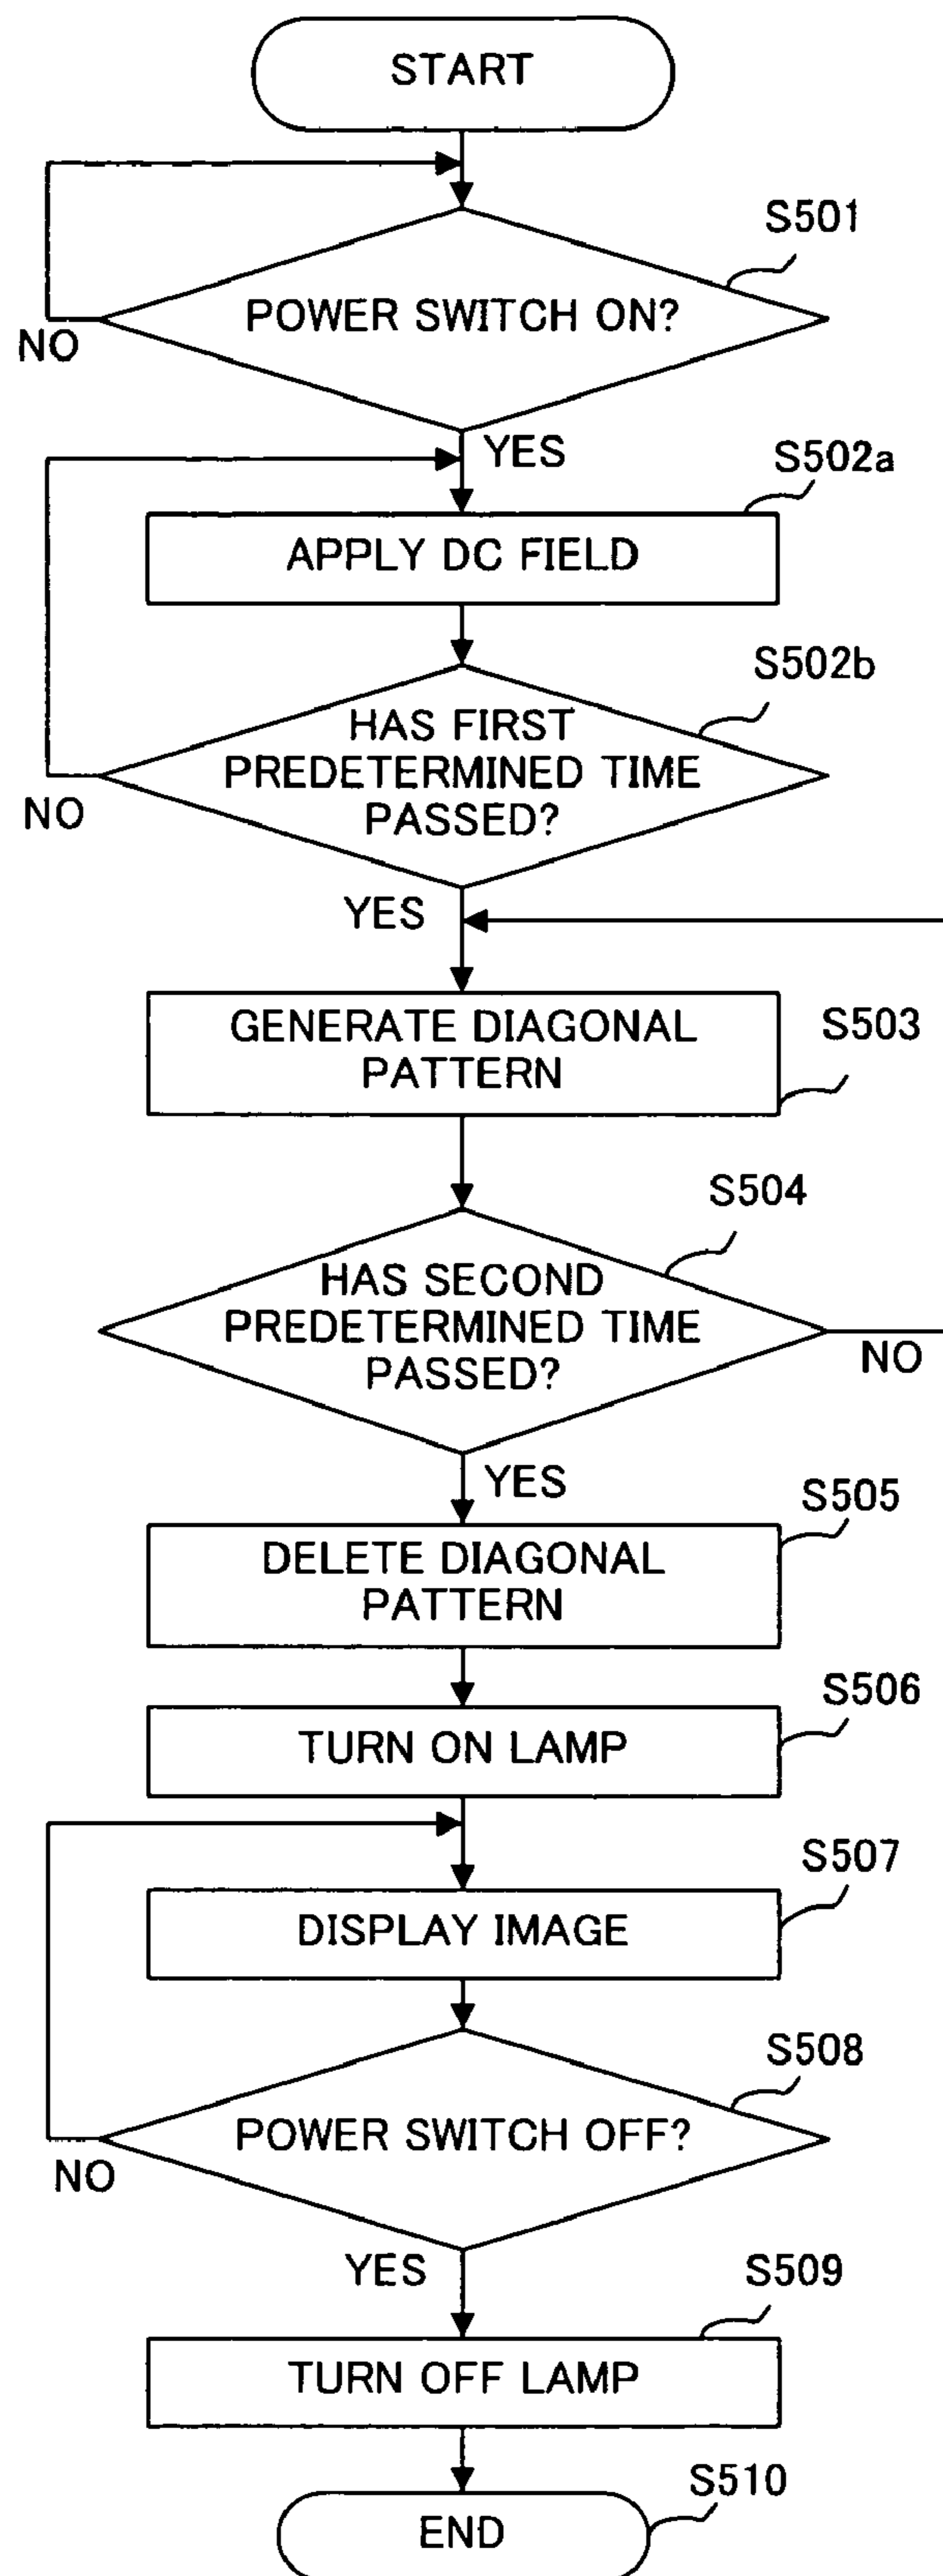 START
S501
POWER SWITCH ON?
NO
YES
S502a
APPLY DC FIELD
S502b
HAS FIRST
PREDETERMINED TIME
PASSED?
NO
YES
GENERATE DIAGONAL
PATTERN
S503
S504
HAS SECOND
PREDETERMINED TIME
PASSED?
NO
YES
S505
DELETE DIAGONAL
PATTERN
S506
TURN ON LAMP
S507
DISPLAY IMAGE
S508
POWER SWITCH OFF?
NO
YES
S509
TURN OFF LAMP
S510
END